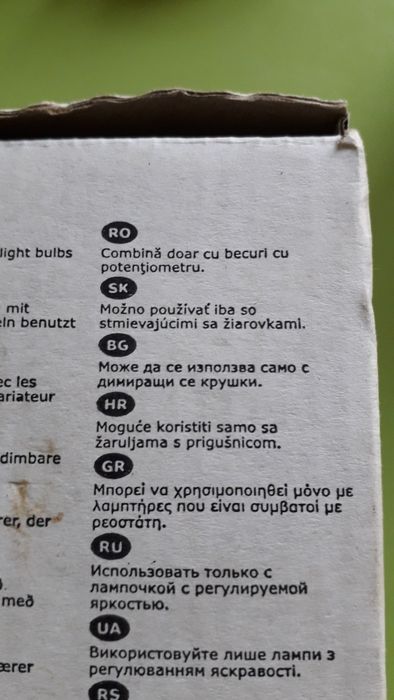 RO
light bulbs
Combină doar cu becuri cu
potenţiometru.
SK
mit
Možno používať iba so
eln benutzt
stmievajúcimi sa žiarovkami.
BG
ec les
Може да се използва само с
ariateur
димиращи се крушки.
HR
Moguće koristiti samo sa
dimbare
žaruljama s prigušnicom.
GR
Μπορεί να χρησιμοποιηθεί μόνο με
rer, der
λαμπτήρες που είναι συμβατοί με
ρεοστάτη.
RU
Использовать только с
med
лампочкой с регулируемой
яркостью.
UA
Використовуйте лише лампи з
ærer
регулюванням яскравості.
RS